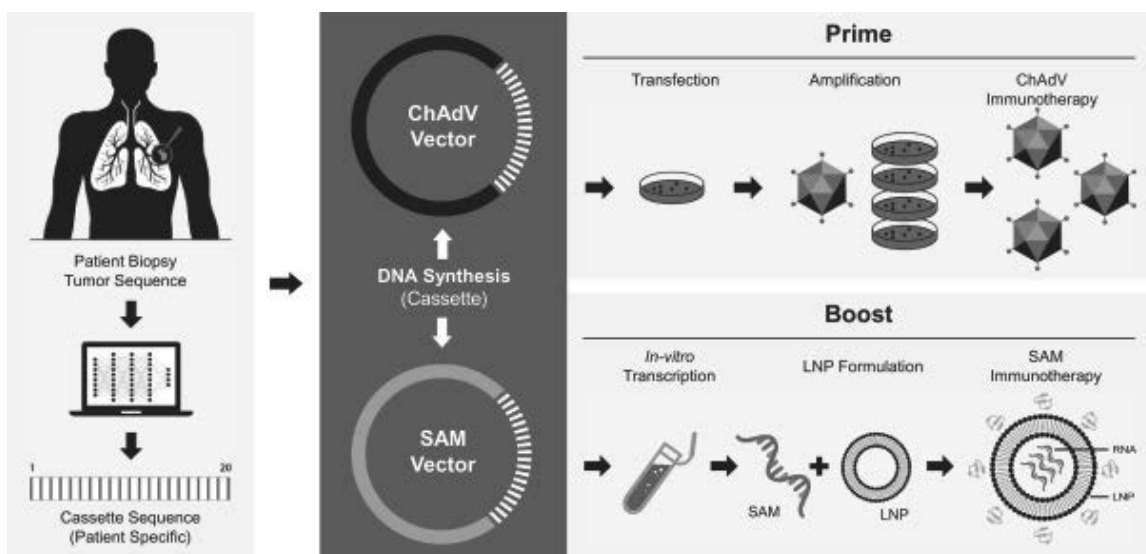 Patient Biopsy
Tumor Sequence
1 20
Cassette Sequence
(Patient Specific)
ChAdV
Vector
DNA Synthesis
(Cassette)
SAM
Vector
Prime
Transfection
Amplification
ChAdV
Immunotherapy
Boost
In-vitro
Transcription
LNP Formulation
SAM
Immunotherapy
SAM
LNP
RNA
LNP